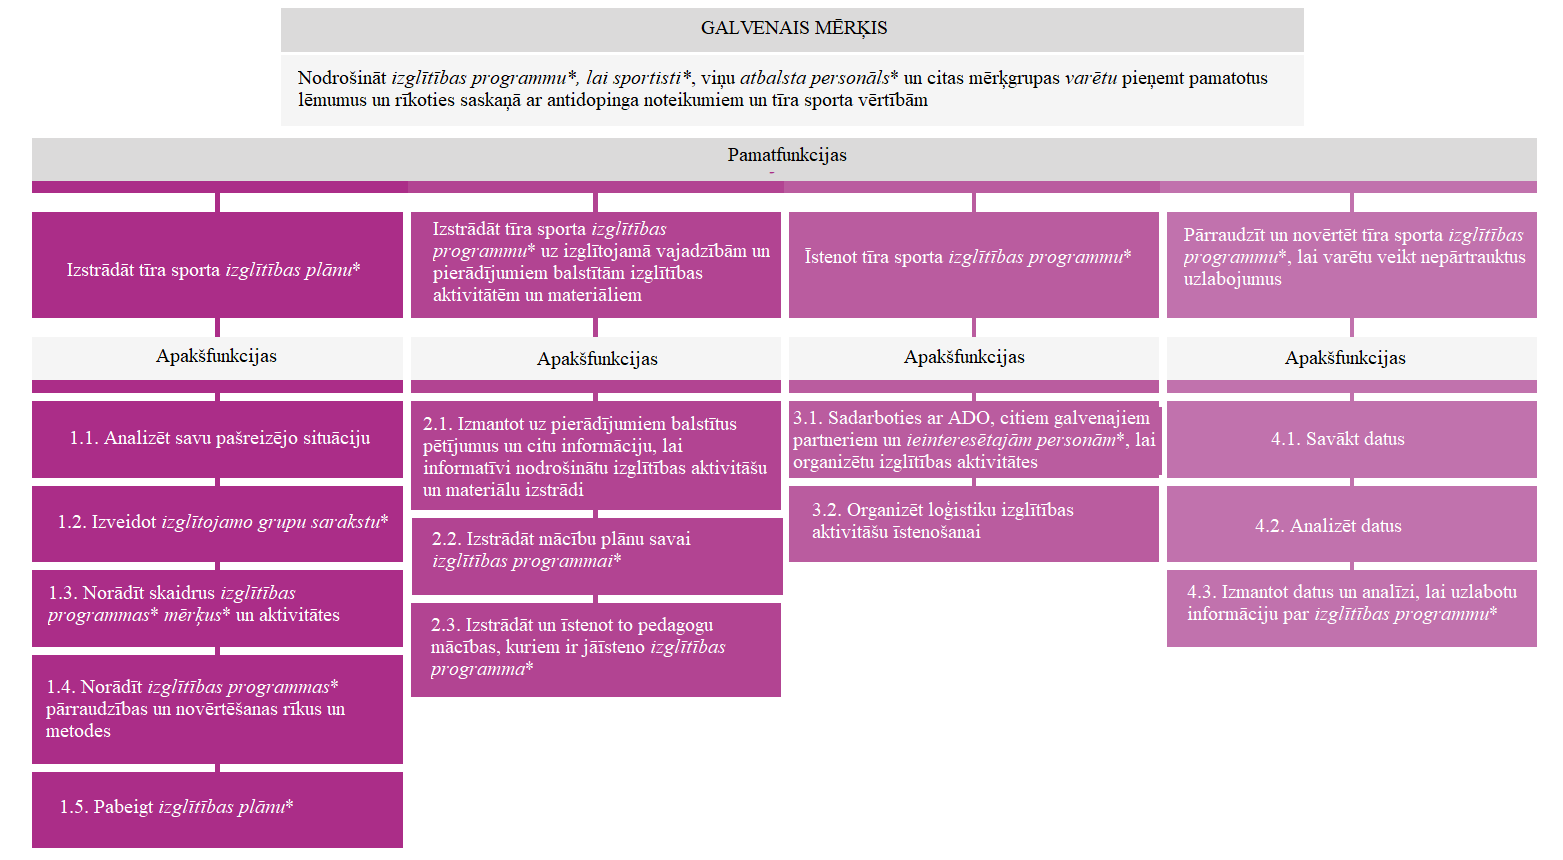 GALVENAIS MĒRĶIS
Nodrošināt izglītības programmu*, lai sportisti*, viņu atbalsta personāls* un citas mērķgrupas varētu pieņemt pamatotus
lēmumus un rīkoties saskaņā ar antidopinga noteikumiem un tīra sporta vērtībām
Pamatfunkcijas
Izstrādāt tīra sporta izglītības plānu*
Izstrādāt tīra sporta izglītības
programmu* uz izglītojamā vajadzībām un
pierādījumiem balstītām izglītības
aktivitātēm un materiāliem
Īstenot tīra sporta izglītības programmu*
Pārraudzīt un novērtēt tīra sporta izglītības
programmu*, lai varētu veikt nepārtrauktus
uzlabojumus
Apakšfunkcijas
1.1. Analizēt savu pašreizējo situāciju
1.2. Izveidot izglītojamo grupu sarakstu*
1.3. Norādīt skaidrus izglītības
programmas* mērķus* un aktivitātes
1.4. Norādīt izglītības programmas*
pārraudzības un novērtēšanas rīkus un
metodes
1.5. Pabeigt izglītības plānu*
Apakšfunkcijas
2.1. Izmantot uz pierādījumiem balstītus
pētījumus un citu informāciju, lai
informatīvi nodrošinātu izglītības aktivitāšu
un materiālu izstrādi
2.2. Izstrādāt mācību plānu savai
izglītības programmai*
2.3. Izstrādāt un īstenot to pedagogu
mācības, kuriem ir jāīsteno izglītības
programma*
Apakšfunkcijas
3.1. Sadarboties ar ADO, citiem galvenajiem
partneriem un ieinteresētajām personām*, lai
organizētu izglītības aktivitātes
3.2. Organizēt loģistiku izglītības
aktivitāšu īstenošanai
Apakšfunkcijas
4.1. Savākt datus
4.2. Analizēt datus
4.3. Izmantot datus un analīzi, lai uzlabotu
informāciju par izglītības programmu*